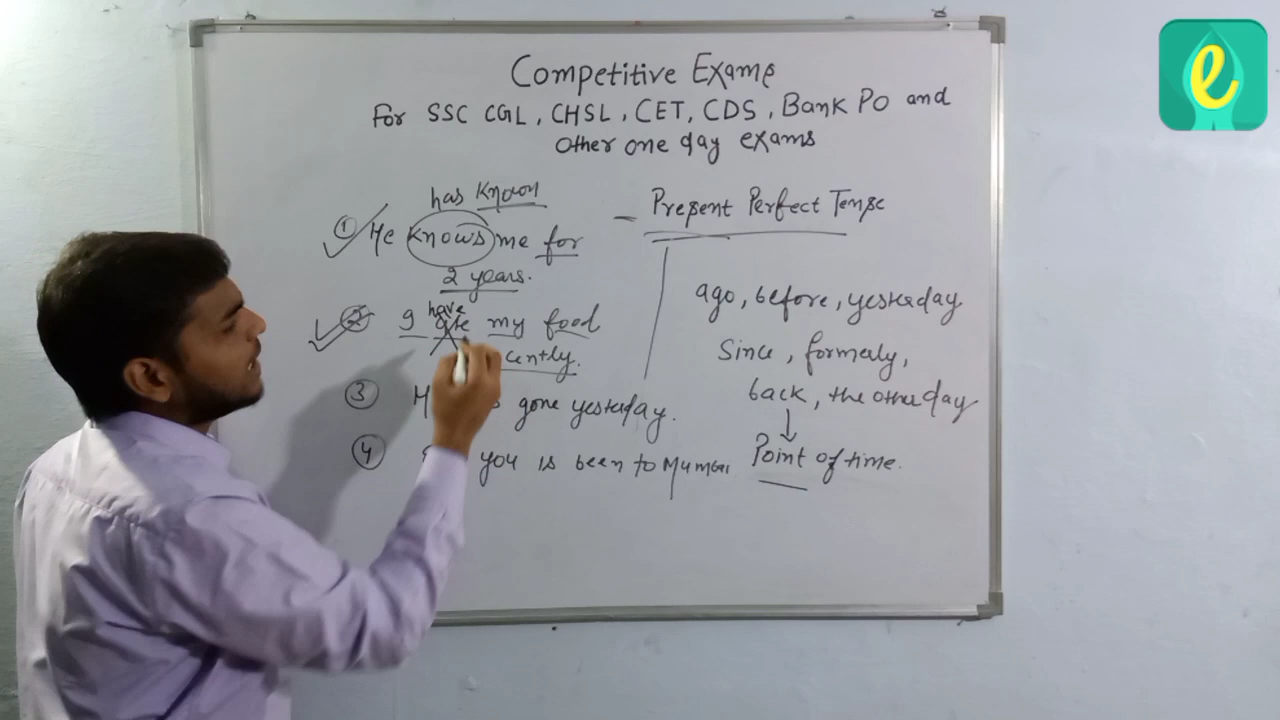 Competitive Exams
For SSC CGL, CHSL, CET, CDS, Bank PO and
Other one day exams
has known
- Present Perfect Tense
① He knows me for
2 years.
have
② I ate my food
cently.
③ gone yesterday.
④ you is been to Mumbai
ago, before, yesterday
Since, formerly,
back, the other day
Point of time.
e